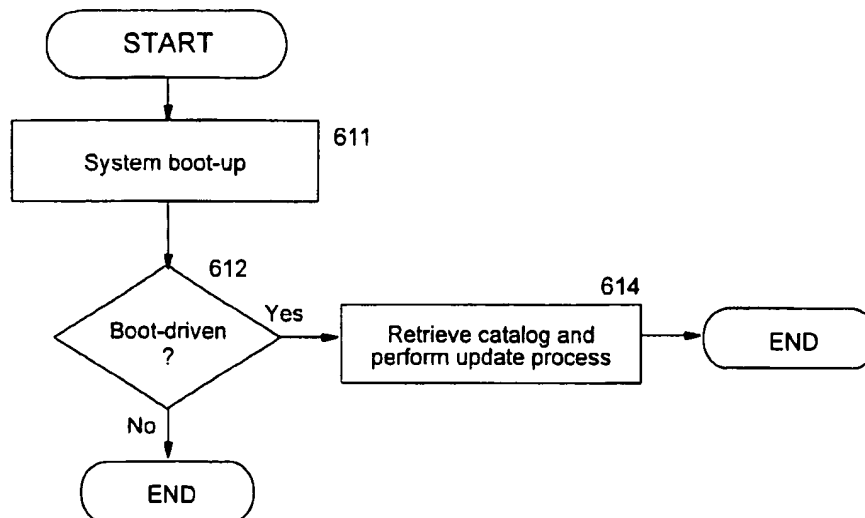 START
611
System boot-up
612
Boot-driven
?
Yes
614
Retrieve catalog and
perform update process
END
No
END